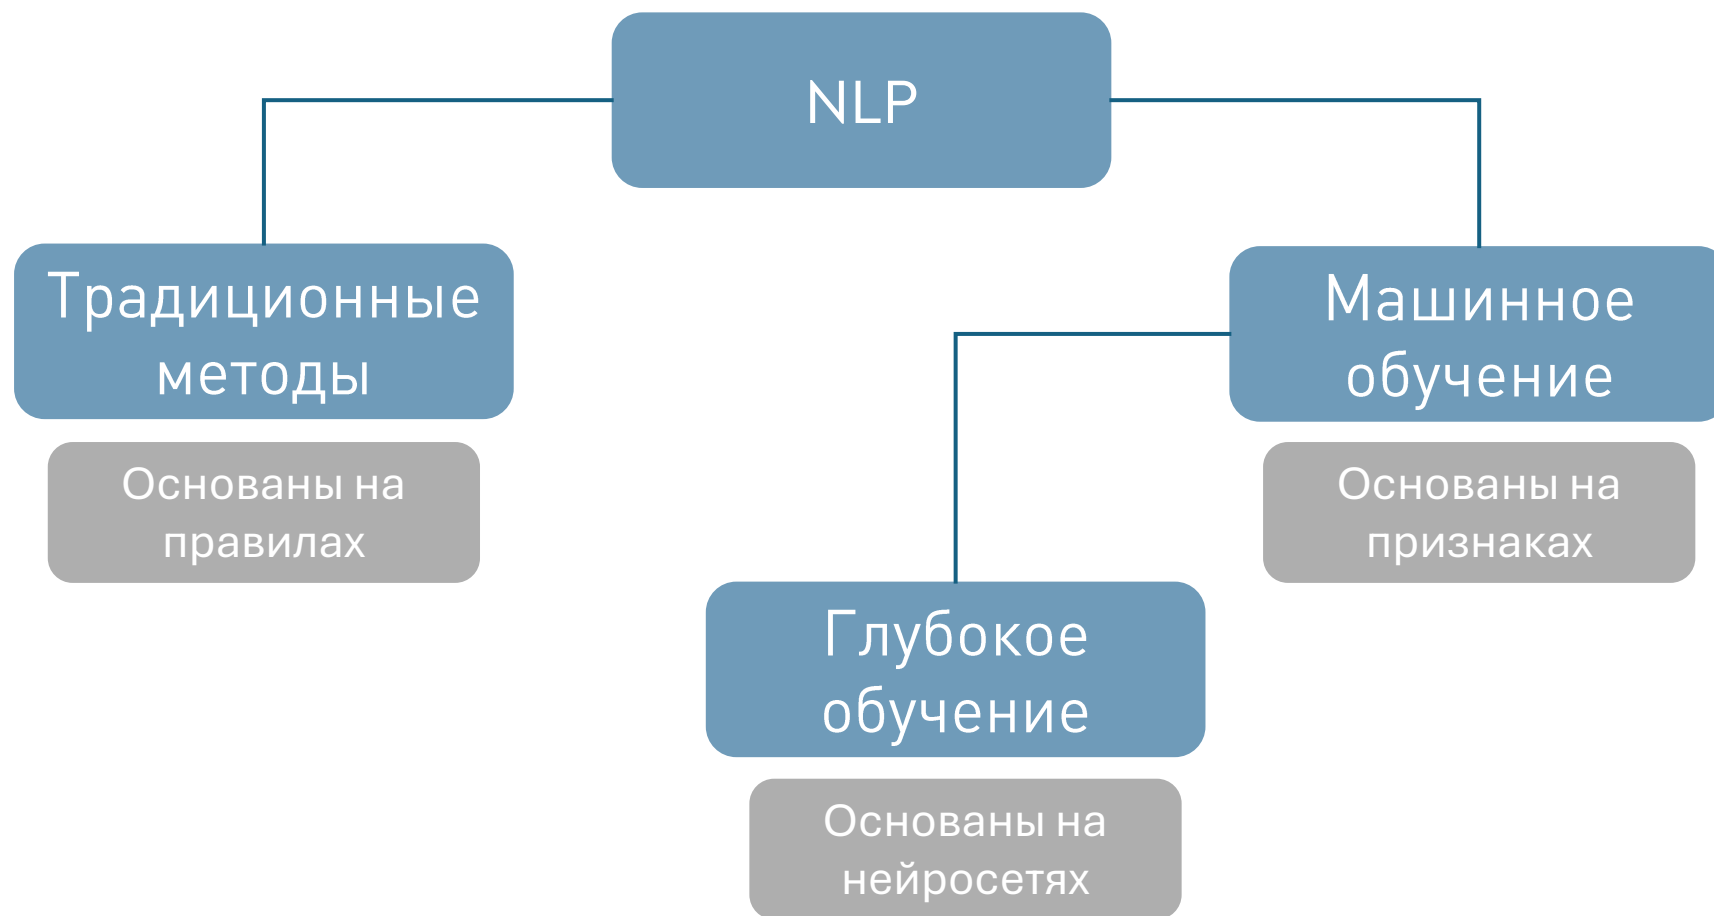 NLP
Традиционные
методы
Основаны на
правилах
Машинное
обучение
Основаны на
признаках
Глубокое
обучение
Основаны на
нейросетях